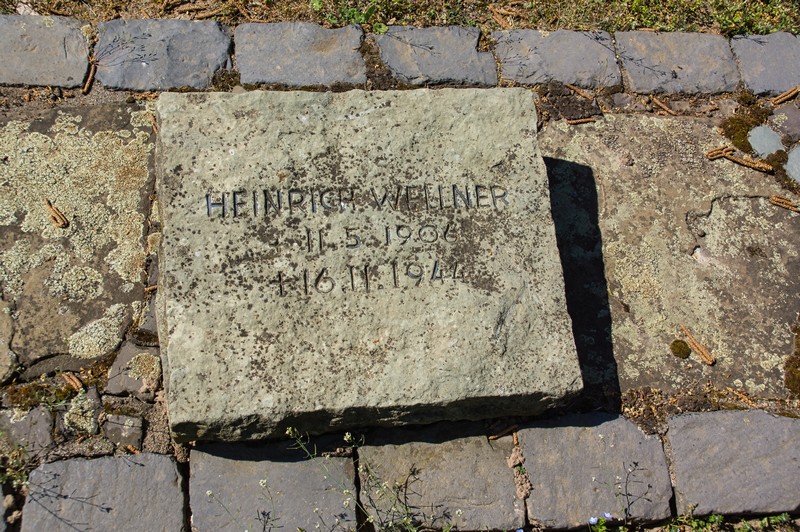 HEINRICH WELLNER
11.5.1906
† 16.11.1944